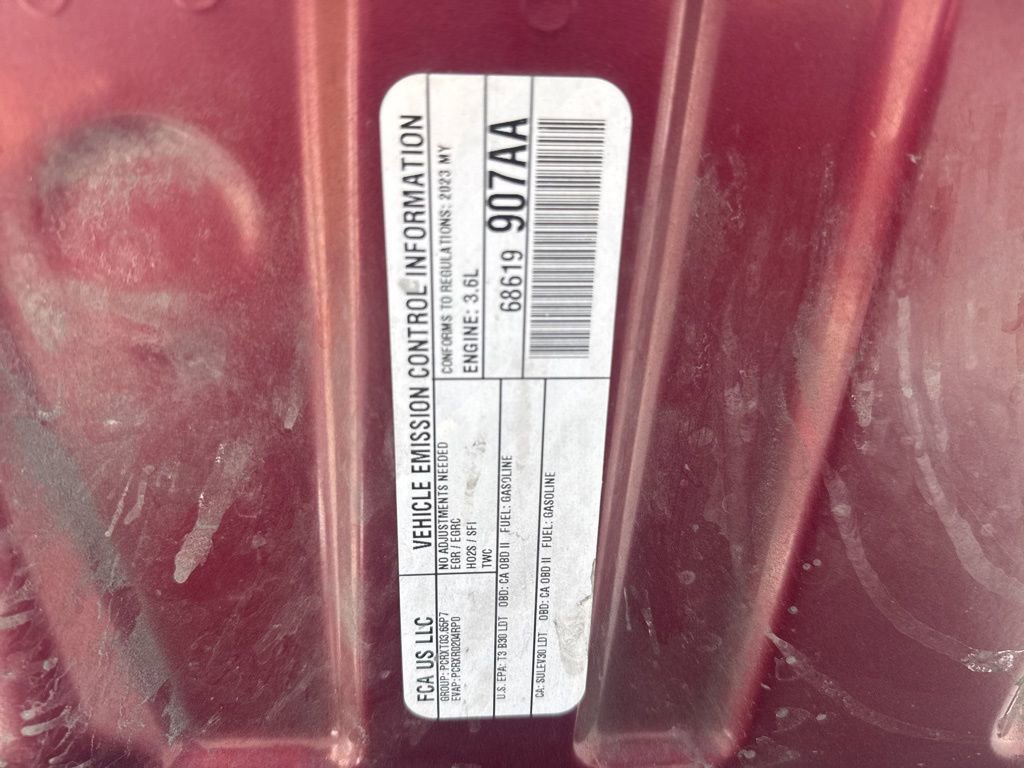 FCA US LLC
VEHICLE EMISSION CONTROL INFORMATION
GROUP: PCRXT03.65P7
EVAP: PCRXR0204RP0
NO ADJUSTMENTS NEEDED
EGR / EGRC
HO2S / SFI
TWC
CONFORMS TO REGULATIONS: 2023 MY
ENGINE: 3.6L
68619 907AA
U.S. EPA: T3 B30 LDT OBD: CA OBD II FUEL: GASOLINE
CA: SULEV30 LDT OBD: CA OBD II FUEL: GASOLINE